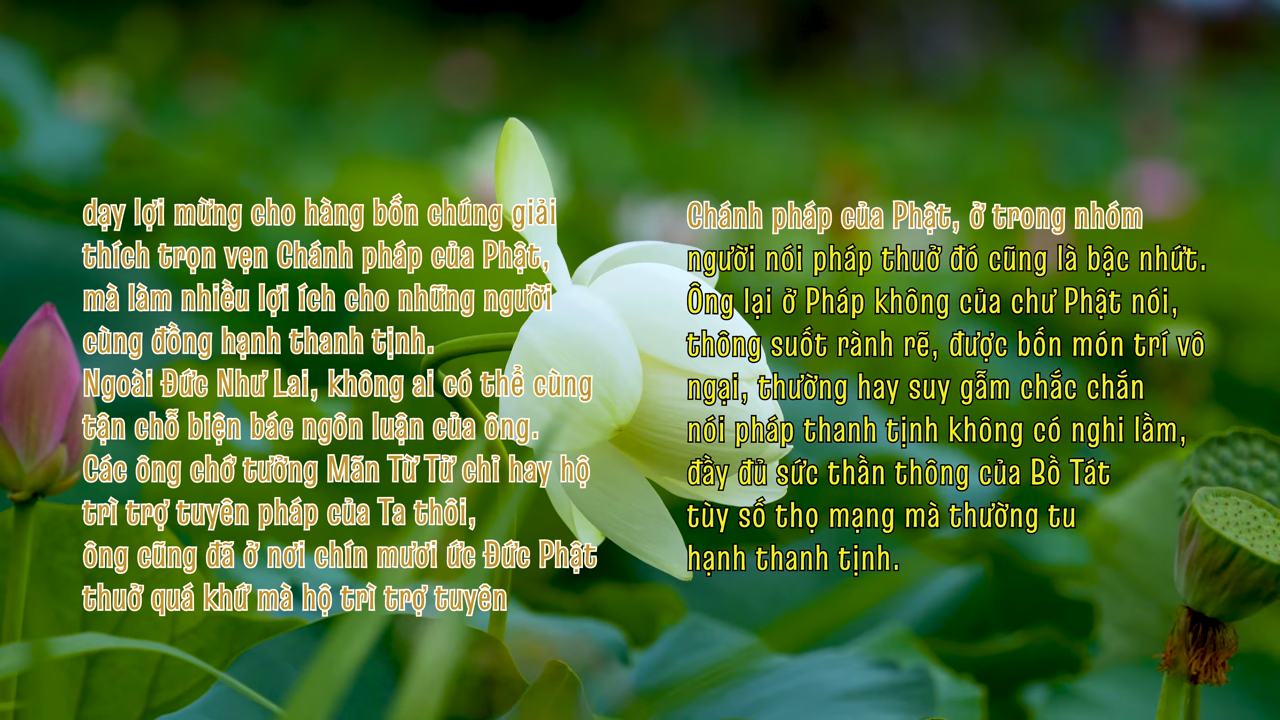 dạy lợi mừng cho hàng bốn chúng giải
thích trọn vẹn Chánh pháp của Phật,
mà làm nhiều lợi ích cho những người
cùng đồng hạnh thanh tịnh.
Ngoài Đức Như Lai, không ai có thể cùng
tận chỗ biện bác ngôn luận của ông.
Các ông chớ tưởng Mãn Từ Tử chỉ hay hộ
trì trợ tuyên pháp của Ta thôi,
ông cũng đã ở nơi chín mươi ức Đức Phật
thuở quá khứ mà hộ trì trợ tuyên
Chánh pháp của Phật, ở trong nhóm
người nói pháp thuở đó cũng là bậc nhứt.
Ông lại ở Pháp không của chư Phật nói,
thông suốt rành rẽ, được bốn món trí vô
ngại, thường hay suy gẫm chắc chắn
nói pháp thanh tịnh không có nghi lầm,
đầy đủ sức thần thông của Bồ Tát
tùy số thọ mạng mà thường tu
hạnh thanh tịnh.